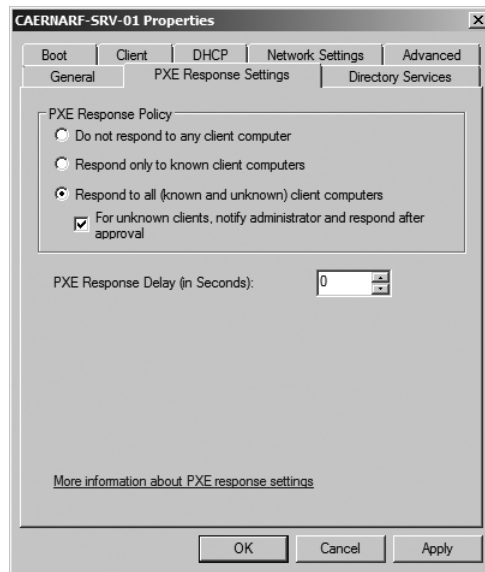 CAERNARF-SRV-01 Properties
Boot Client DHCP Network Settings Advanced
General PXE Response Settings Directory Services
PXE Response Policy
Do not respond to any client computer
Respond only to known client computers
Respond to all (known and unknown) client computers
For unknown clients, notify administrator and respond after
approval
PXE Response Delay (in Seconds): 0
More information about PXE response settings
OK Cancel Apply